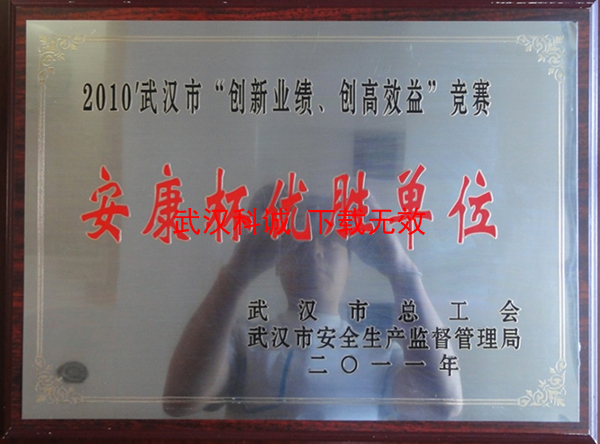 2010'武汉市“创新业绩、创高效益”竞赛
安康杯优胜单位
武汉科诚 下载无效
武汉市总工会
武汉市安全生产监督管理局
二〇一一年